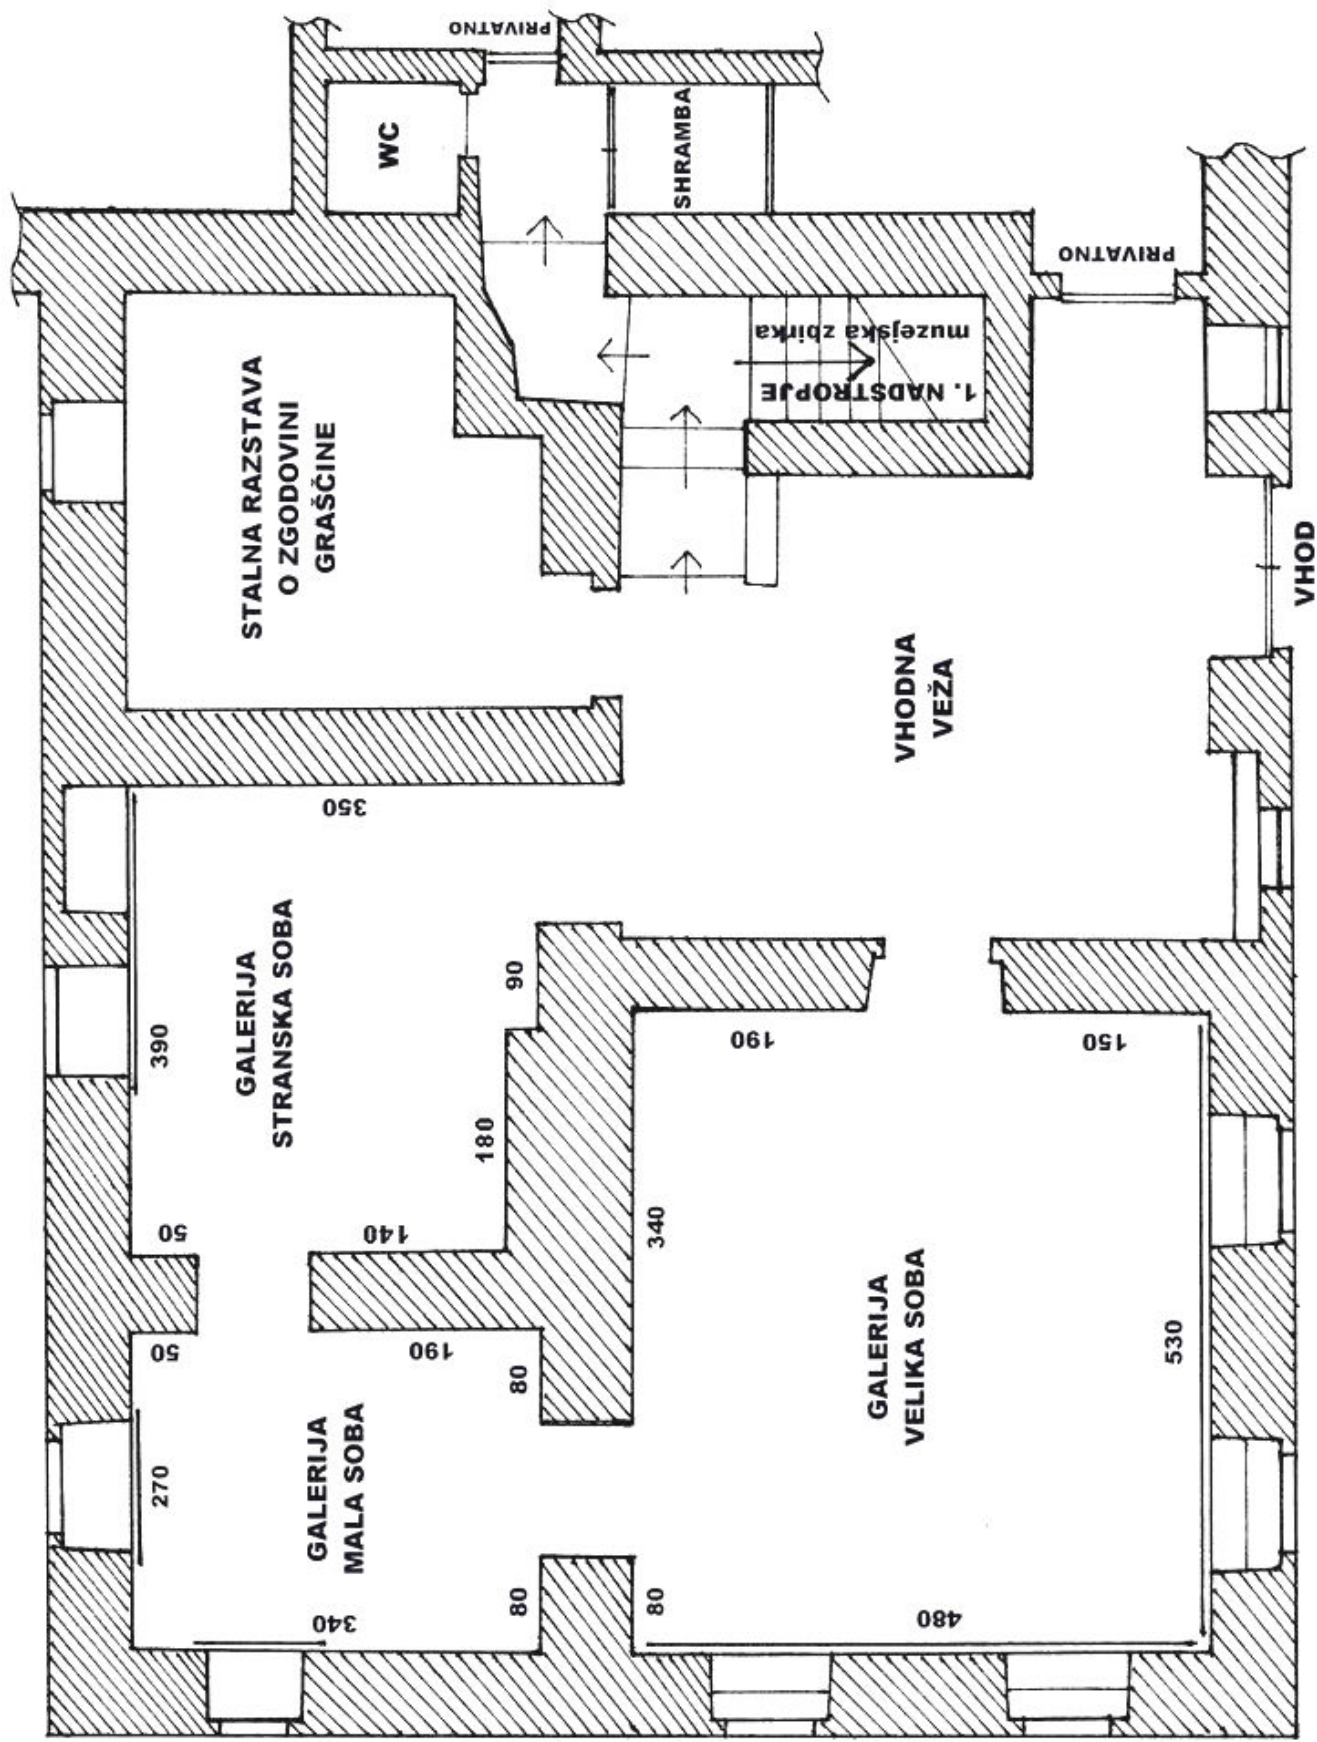 PRIVATNO
WC
SHRAMBA
PRIVATNO
muzejska zbirka
1. NADSTROPJE
STALNA RAZSTAVA
O ZGODOVINI
GRAŠČINE
VHOD
VHODNA
VEŽA
350
GALERIJA
STRANSKA SOBA
390
90
180
50
140
190
150
340
GALERIJA
VELIKA SOBA
530
480
80
50
190
80
GALERIJA
MALA SOBA
270
340
80